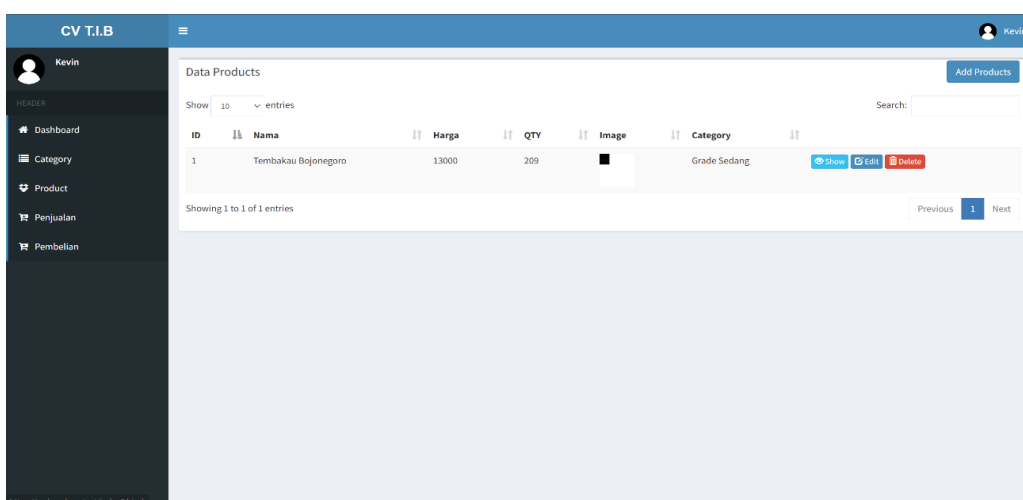 CV T.I.B
Kevin
Kevin
HEADER
Dashboard
Category
Product
Penjualan
Pembelian
Data Products
Add Products
Show 10 entries
Search:
ID Nama Harga QTY Image Category
1 Tembakau Bojonegoro 13000 209 Grade Sedang Show Edit Delete
Showing 1 to 1 of 1 entries
Previous 1 Next